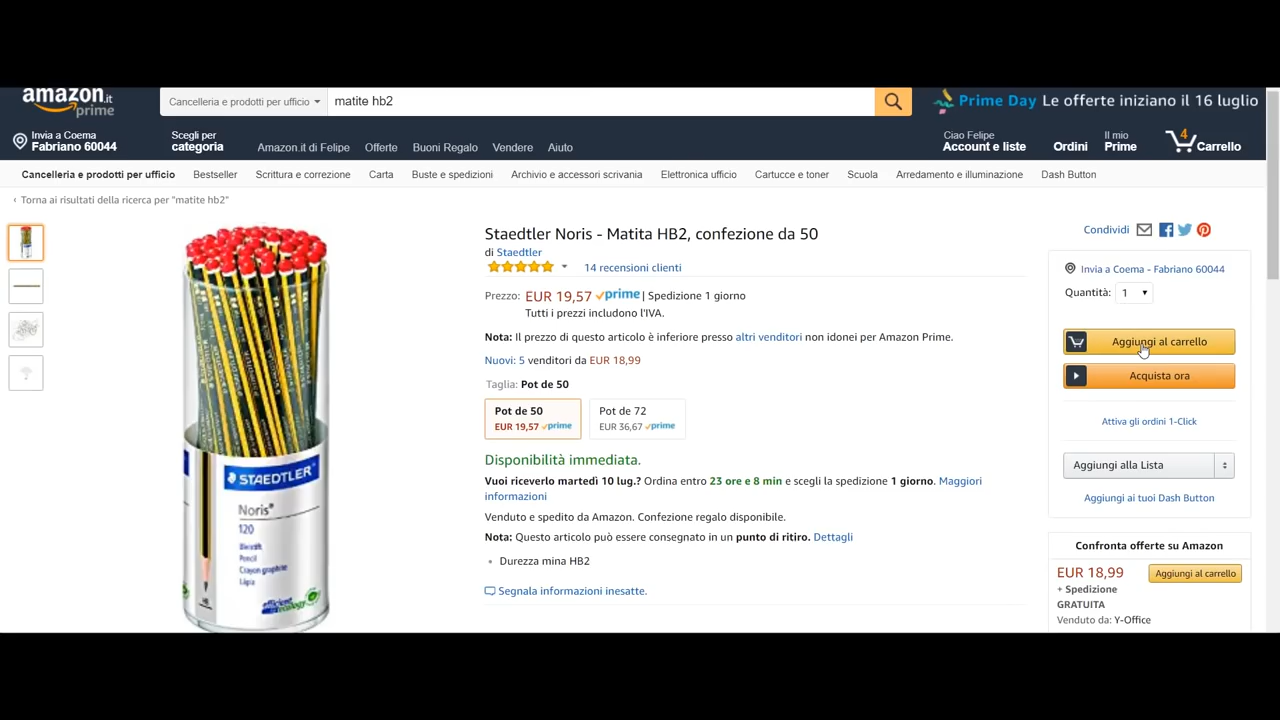 amazon.it
prime
Cancelleria e prodotti per ufficio
matite hb2
Prime Day Le offerte iniziano il 16 luglio
Invia a Coema
Fabriano 60044
Scegli per
categoria
Amazon.it di Felipe
Offerte
Buoni Regalo
Vendere
Aiuto
Ciao Felipe
Account e liste
Ordini
Il mio
Prime
4
Carrello
Cancelleria e prodotti per ufficio
Bestseller
Scrittura e correzione
Carta
Buste e spedizioni
Archivio e accessori scrivania
Elettronica ufficio
Cartucce e toner
Scuola
Arredamento e illuminazione
Dash Button
‹ Torna ai risultati della ricerca per "matite hb2"
STAEDTLER
Noris®
120
Bleistift
Pencil
Crayon graphite
Lápiz
efficient
ecology
Staedtler Noris - Matita HB2, confezione da 50
di Staedtler
14 recensioni clienti
Prezzo: EUR 19,57 prime | Spedizione 1 giorno
Tutti i prezzi includono l'IVA.
Nota: Il prezzo di questo articolo è inferiore presso altri venditori non idonei per Amazon Prime.
Nuovi: 5 venditori da EUR 18,99
Taglia: Pot de 50
Pot de 50
EUR 19,57 prime
Pot de 72
EUR 36,67 prime
Disponibilità immediata.
Vuoi riceverlo martedì 10 lug.? Ordina entro 23 ore e 8 min e scegli la spedizione 1 giorno. Maggiori
informazioni
Venduto e spedito da Amazon. Confezione regalo disponibile.
Nota: Questo articolo può essere consegnato in un punto di ritiro. Dettagli
• Durezza mina HB2
Segnala informazioni inesatte.
Condividi
Invia a Coema - Fabriano 60044
Quantità: 1
Aggiungi al carrello
Acquista ora
Attiva gli ordini 1-Click
Aggiungi alla Lista
Aggiungi ai tuoi Dash Button
Confronta offerte su Amazon
EUR 18,99
Aggiungi al carrello
+ Spedizione
GRATUITA
Venduto da: Y-Office